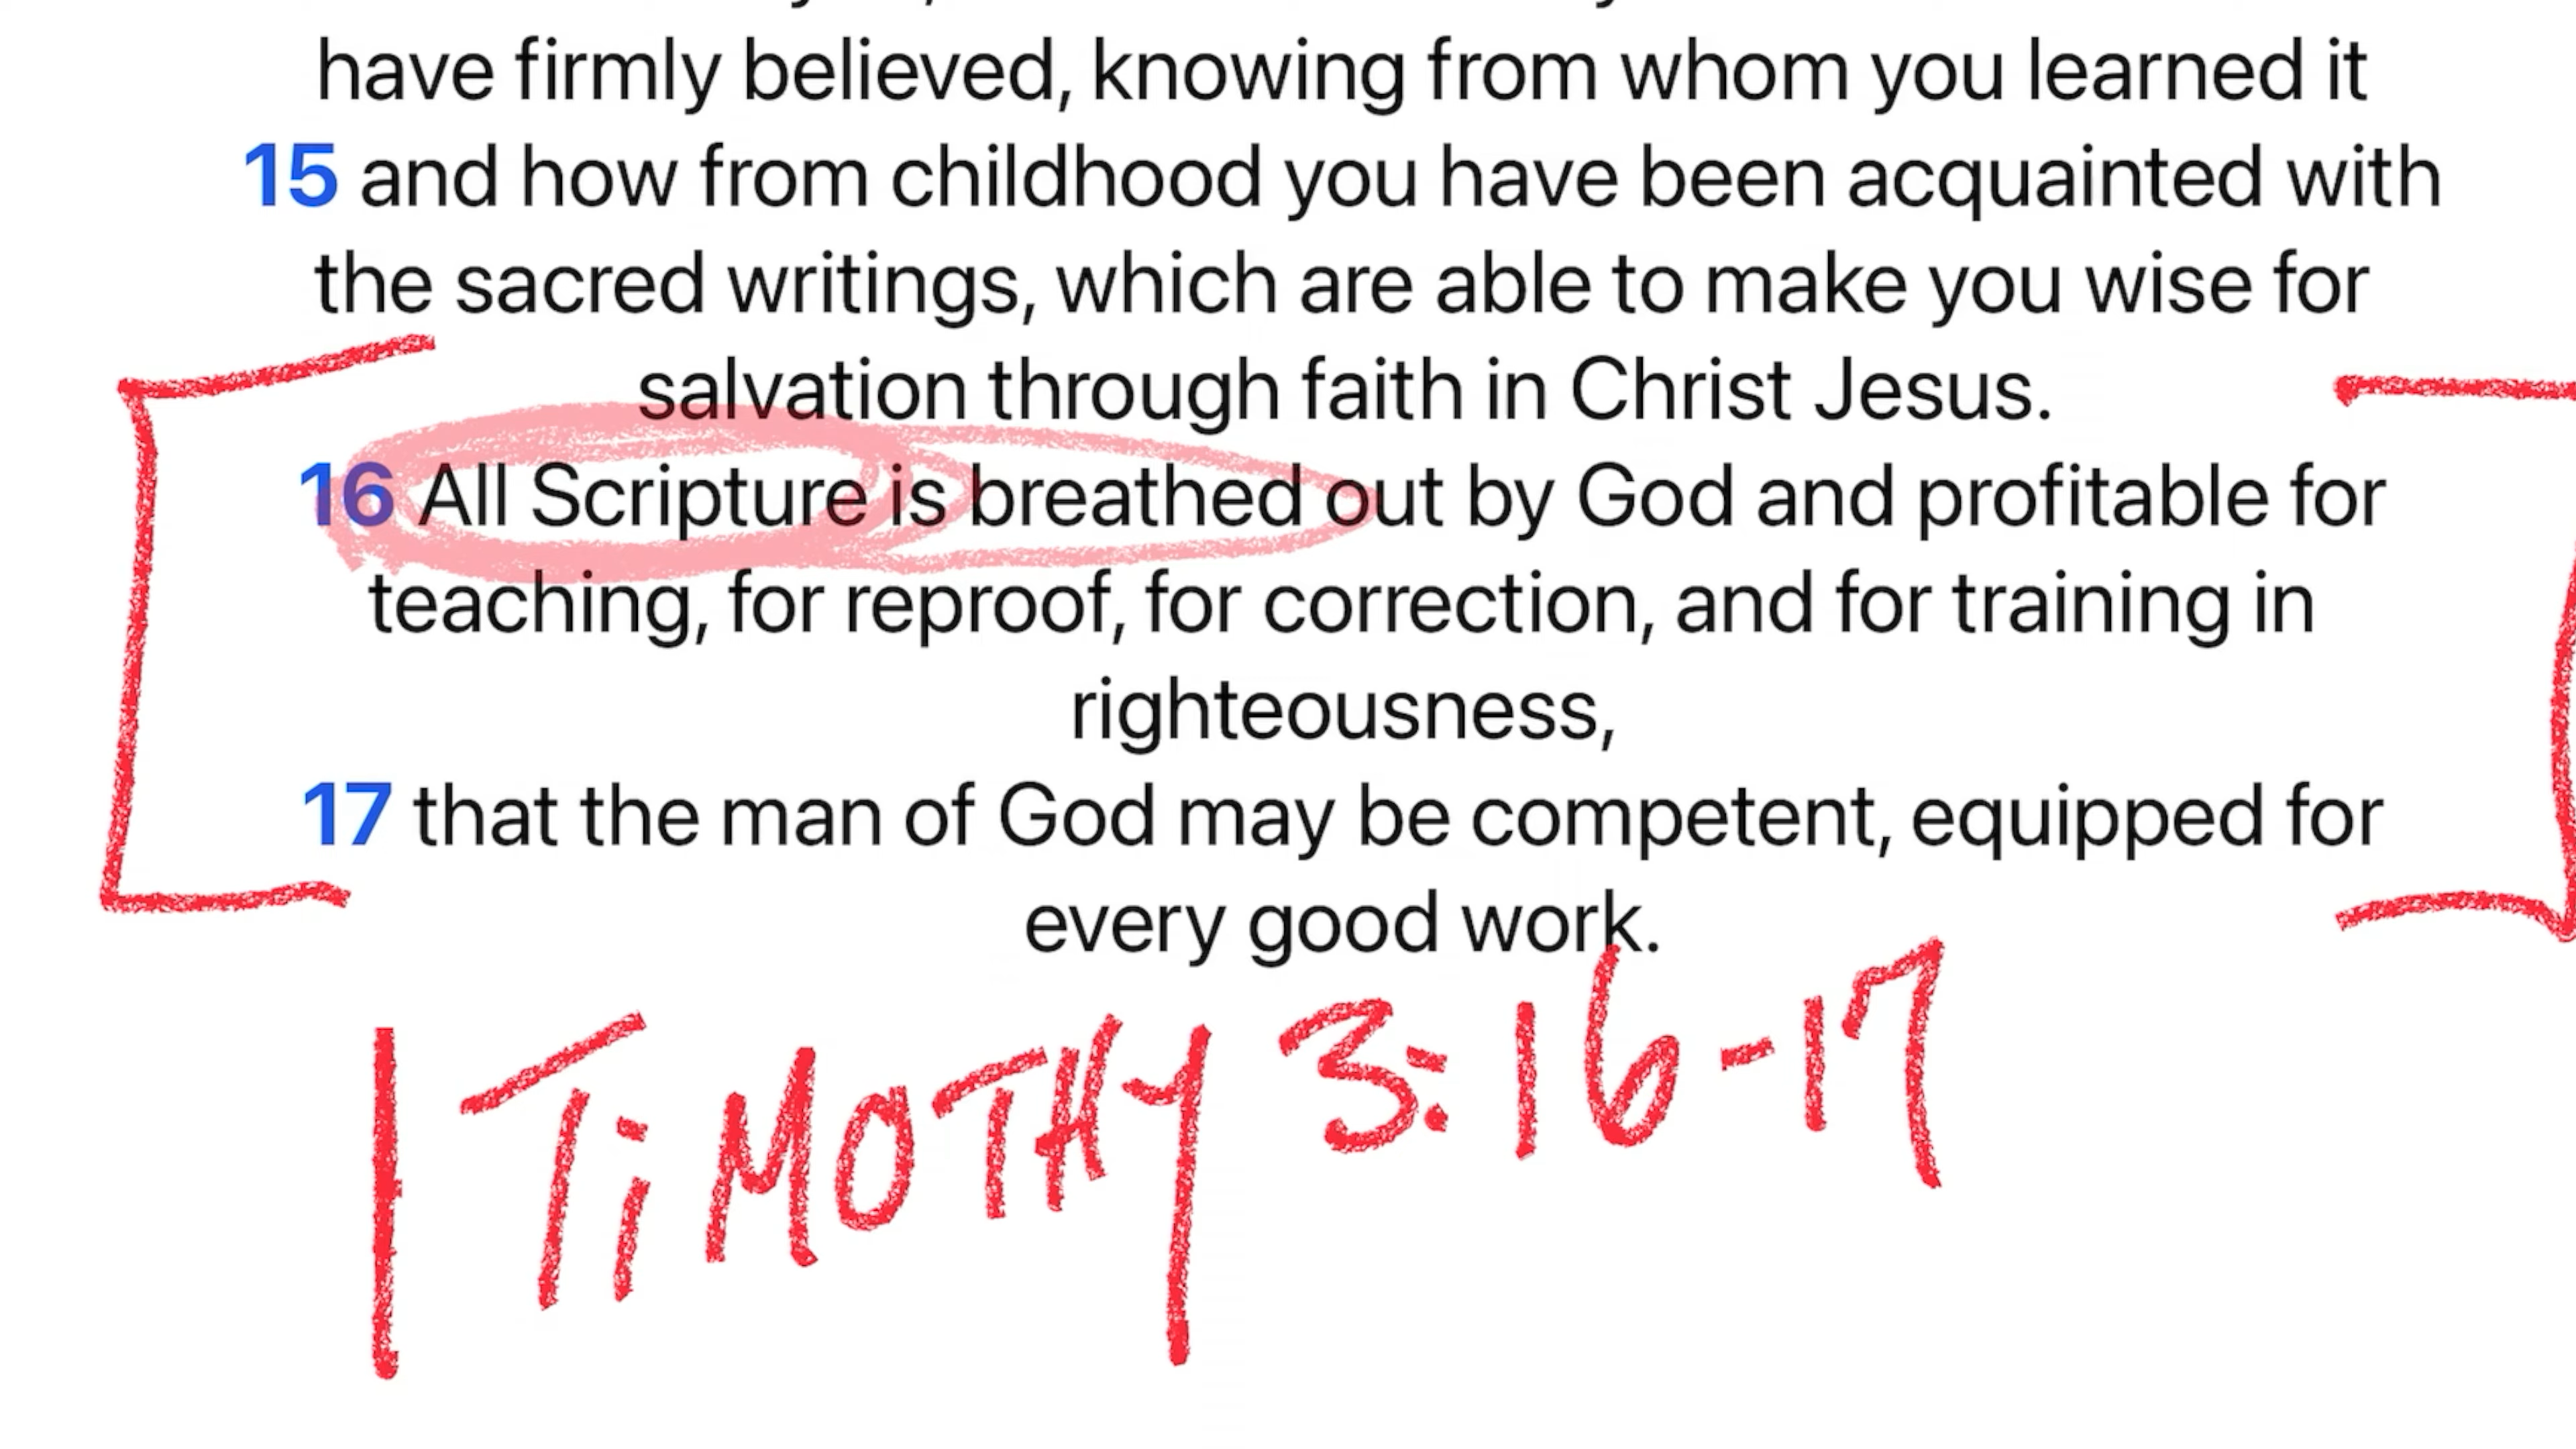 have firmly believed, knowing from whom you learned it
15 and how from childhood you have been acquainted with
the sacred writings, which are able to make you wise for
salvation through faith in Christ Jesus.
16 All Scripture is breathed out by God and profitable for
teaching, for reproof, for correction, and for training in
righteousness,
17 that the man of God may be competent, equipped for
every good work.
1 TiMOTHY 3:16-17